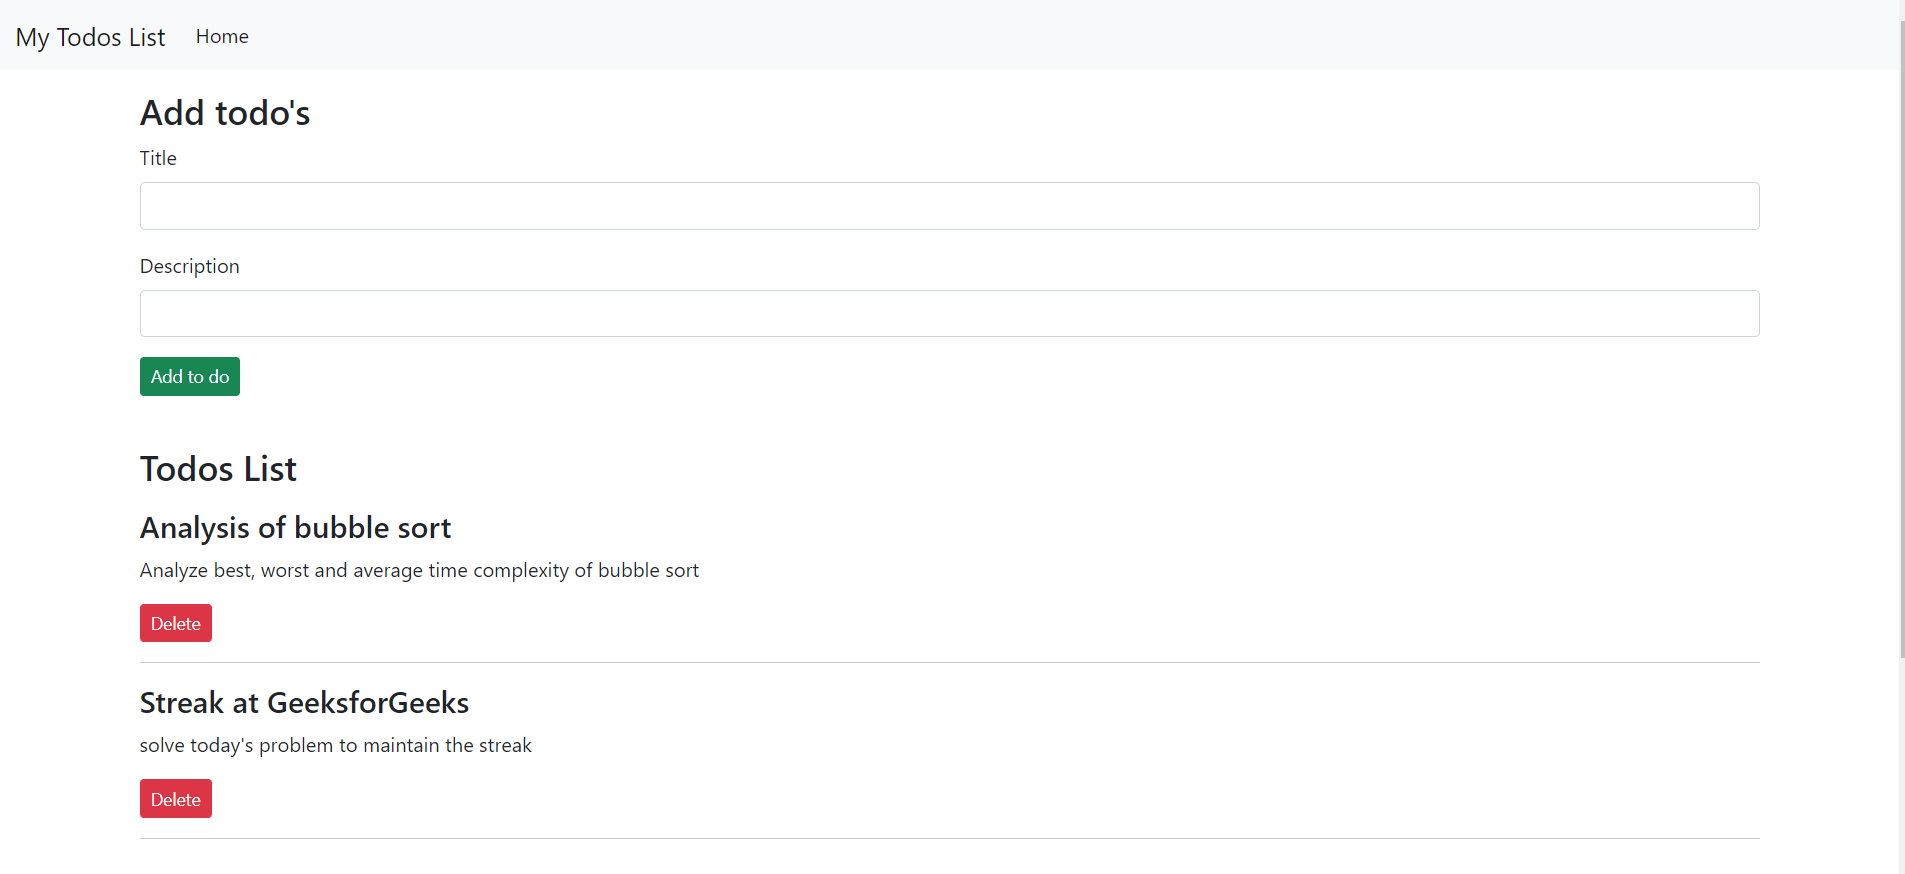 My Todos List Home
Add todo's
Title
Description
Add to do
Todos List
Analysis of bubble sort
Analyze best, worst and average time complexity of bubble sort
Delete
Streak at GeeksforGeeks
solve today's problem to maintain the streak
Delete